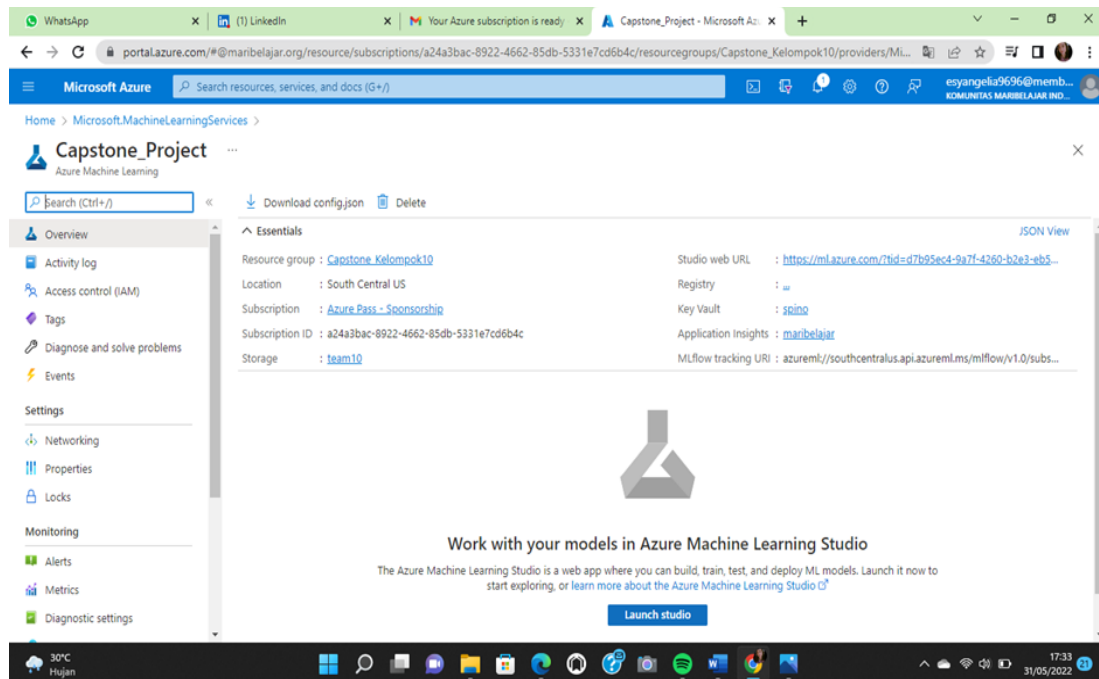 WhatsApp
(1) LinkedIn
Your Azure subscription is ready
Capstone_Project - Microsoft Azu
portal.azure.com/#@maribelajar.org/resource/subscriptions/a24a3bac-8922-4662-85db-5331e7cd6b4c/resourcegroups/Capstone_Kelompok10/providers/Mi...
Microsoft Azure
Search resources, services, and docs (G+/)
1
esyangelia9696@memb...
KOMUNITAS MARIBELAJAR IND...
Home > Microsoft.MachineLearningServices >
Capstone_Project ...
Azure Machine Learning
Search (Ctrl+/)
«
Download config.json
Delete
Overview
Activity log
Access control (IAM)
Tags
Diagnose and solve problems
Events
Settings
Networking
Properties
Locks
Monitoring
Alerts
Metrics
Diagnostic settings
Essentials
JSON View
Resource group : Capstone_Kelompok10
Location : South Central US
Subscription : Azure Pass - Sponsorship
Subscription ID : a24a3bac-8922-4662-85db-5331e7cd6b4c
Storage : team10
Studio web URL : https://ml.azure.com/?tid=d7b95ec4-9a7f-4260-b2e3-eb5...
Registry : ...
Key Vault : spino
Application Insights : maribelajar
MLflow tracking URI : azureml://southcentralus.api.azureml.ms/mlflow/v1.0/subs...
Work with your models in Azure Machine Learning Studio
The Azure Machine Learning Studio is a web app where you can build, train, test, and deploy ML models. Launch it now to
start exploring, or learn more about the Azure Machine Learning Studio
Launch studio
30°C
Hujan
17:33
31/05/2022
21